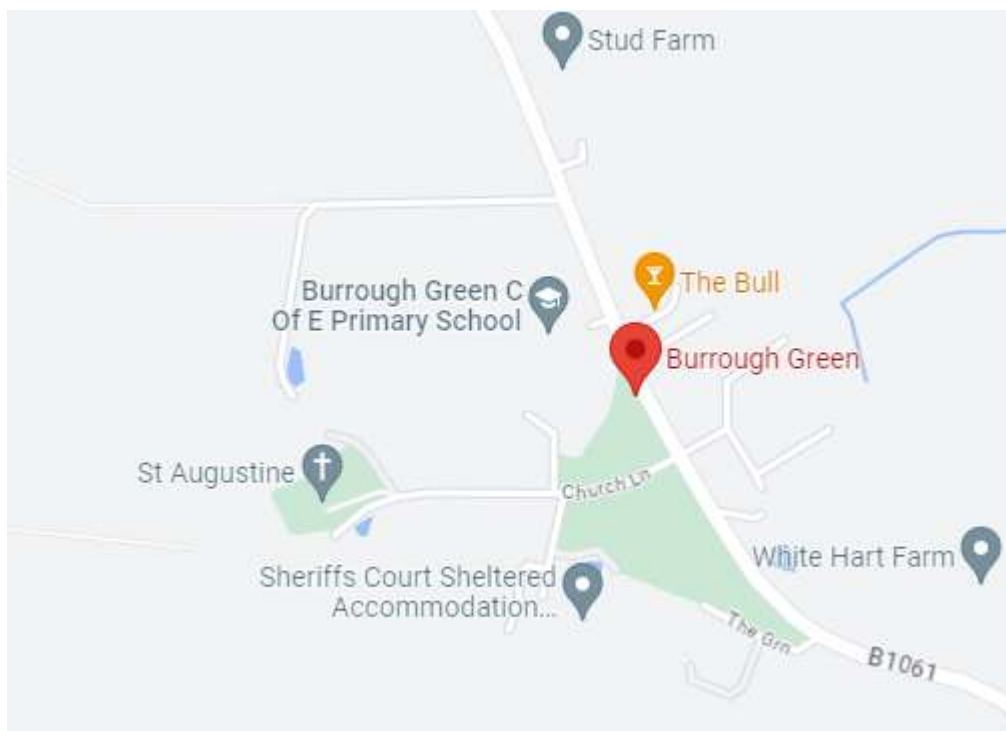 Stud Farm
The Bull
Burrough Green C
Of E Primary School
Burrough Green
St Augustine
Church Ln
White Hart Farm
Sheriffs Court Sheltered
Accommodation...
The Grn
B1061